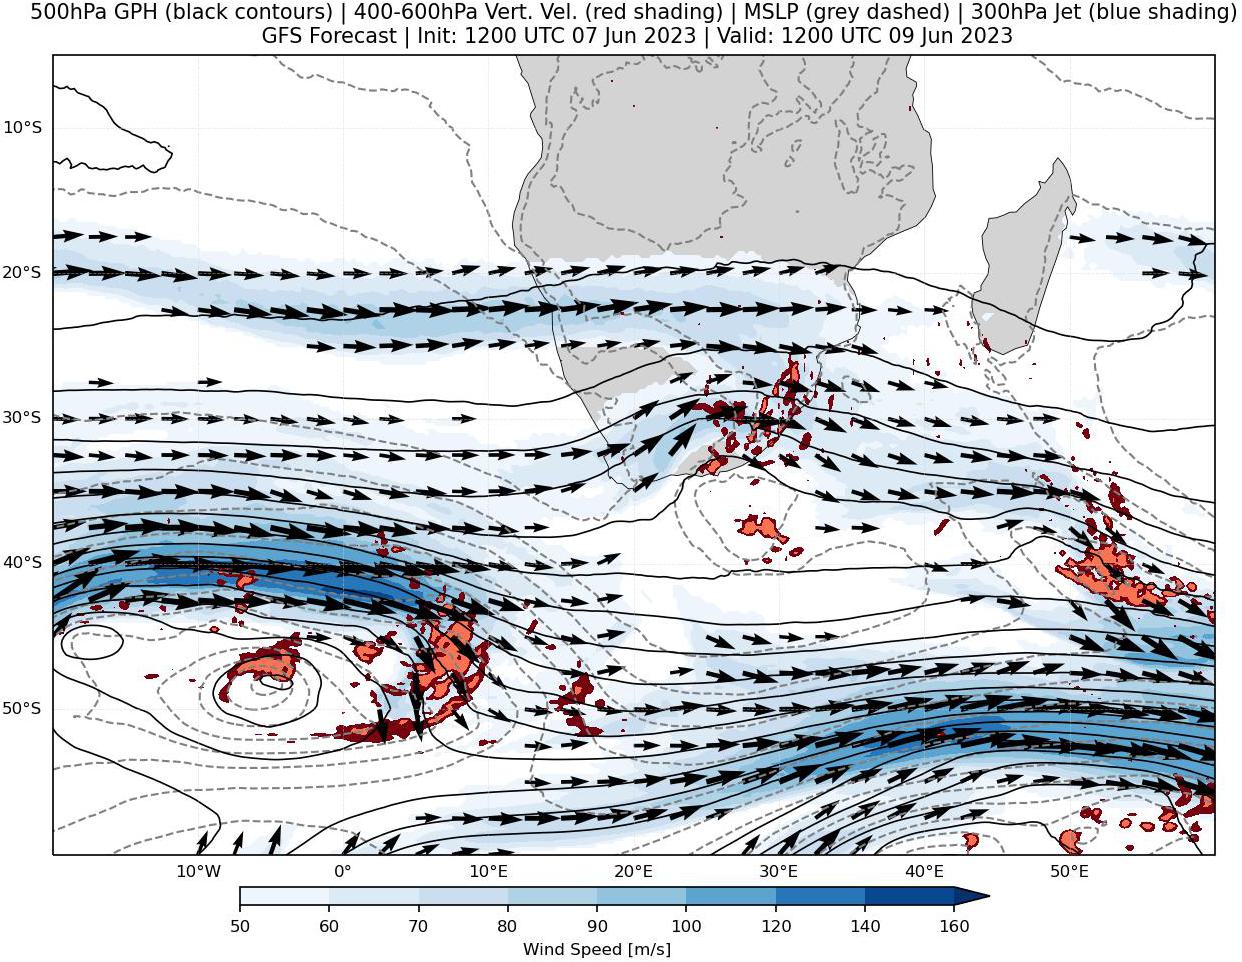 500hPa GPH (black contours) | 400-600hPa Vert. Vel. (red shading) | MSLP (grey dashed) | 300hPa Jet (blue shading)
GFS Forecast | Init: 1200 UTC 07 Jun 2023 | Valid: 1200 UTC 09 Jun 2023
10°S
20°S
30°S
40°S
50°S
10°W 0° 10°E 20°E 30°E 40°E 50°E
50 60 70 80 90 100 120 140 160
Wind Speed [m/s]